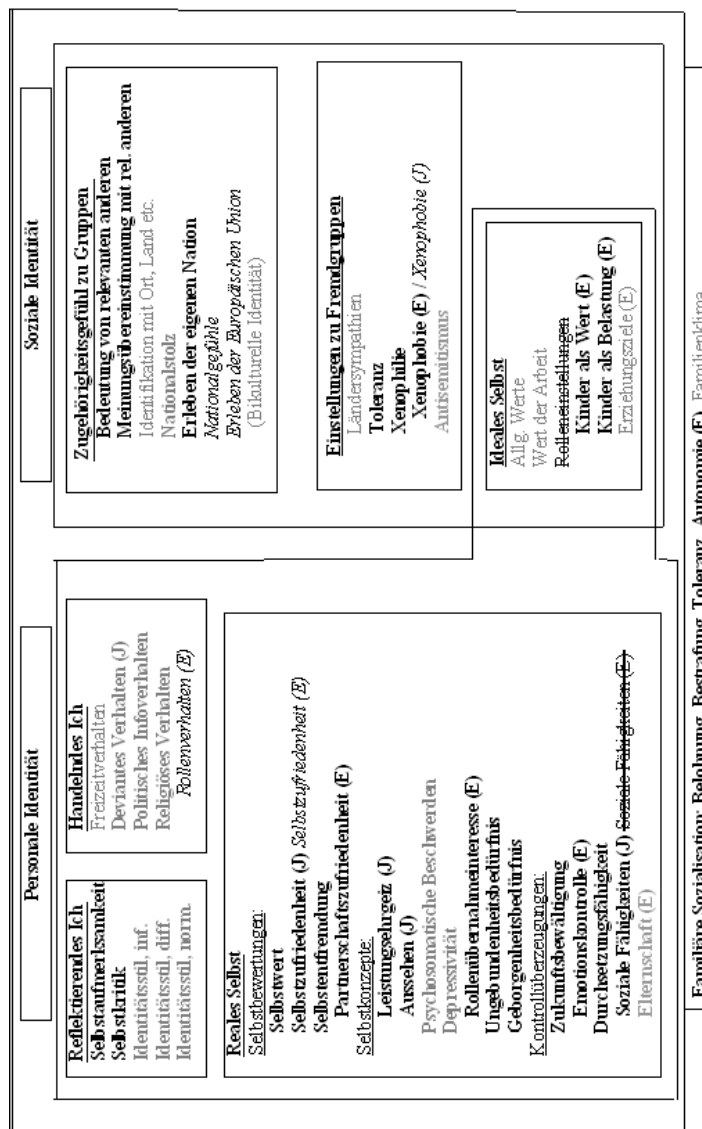 Personale Identität
Reflektierendes Ich
Selbstaufmerksamkeit
Selbstkritik
Identitätsstil, inf.
Identitätsstil, diff.
Identitätsstil, norm.
Handelndes Ich
Freizeitverhalten
Deviantes Verhalten (J)
Politisches Infoverhalten
Religiöses Verhalten
Rollenverhalten (E)
Reales Selbst
Selbstbewertungen:
Selbstwert
Selbstzufriedenheit (J) Selbstzufriedenheit (E)
Selbstentfremdung
Partnerschaftszufriedenheit (E)
Selbstkonzepte:
Leistungsehrgeiz (J)
Aussehen (J)
Psychosomatische Beschwerden
Depressivität
Rollenübernahmeinteresse (E)
Ungebundenheitsbedürfnis
Geborgenheitsbedürfnis
Kontrollüberzeugungen:
Zukunftsbewältigung
Emotionskontrolle (E)
Durchsetzungsfähigkeit
Soziale Fähigkeiten (J) Soziale Fähigkeiten (E)
Elternschaft (E)
Soziale Identität
Zugehörigkeitsgefühl zu Gruppen
Bedeutung von relevanten anderen
Meinungsübereinstimmung mit rel. anderen
Identifikation mit Ort, Land etc.
Nationalstolz
Erleben der eigenen Nation
Nationalgefühle
Erleben der Europäischen Union
(Bikulturelle Identität)
Einstellungen zu Fremdgruppen
Ländersympathien
Toleranz
Xenophilie
Xenophobie (E) / Xenophobie (J)
Antisemitismus
Ideales Selbst
Allg. Werte
Wert der Arbeit
Rolleneinstellungen
Kinder als Wert (E)
Kinder als Belastung (E)
Erziehungsziele (E)
Familiäre Sozialisation: Belohnung, Bestrafung, Toleranz, Autonomie (E), Familienklima